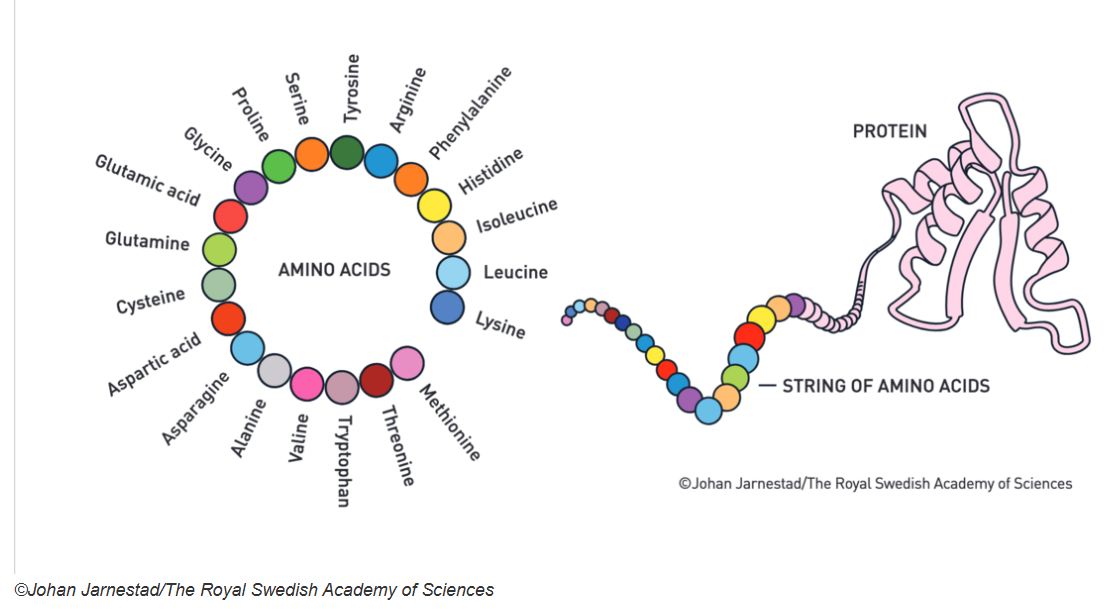 Tyrosine
Serine
Arginine
Phenylalanine
Proline
Glycine
Histidine
Glutamic acid
Isoleucine
Glutamine
AMINO ACIDS
Leucine
Cysteine
Lysine
Aspartic acid
Asparagine
Alanine
Valine
Tryptophan
Threonine
Methionine
PROTEIN
STRING OF AMINO ACIDS
©Johan Jarnestad/The Royal Swedish Academy of Sciences
©Johan Jarnestad/The Royal Swedish Academy of Sciences